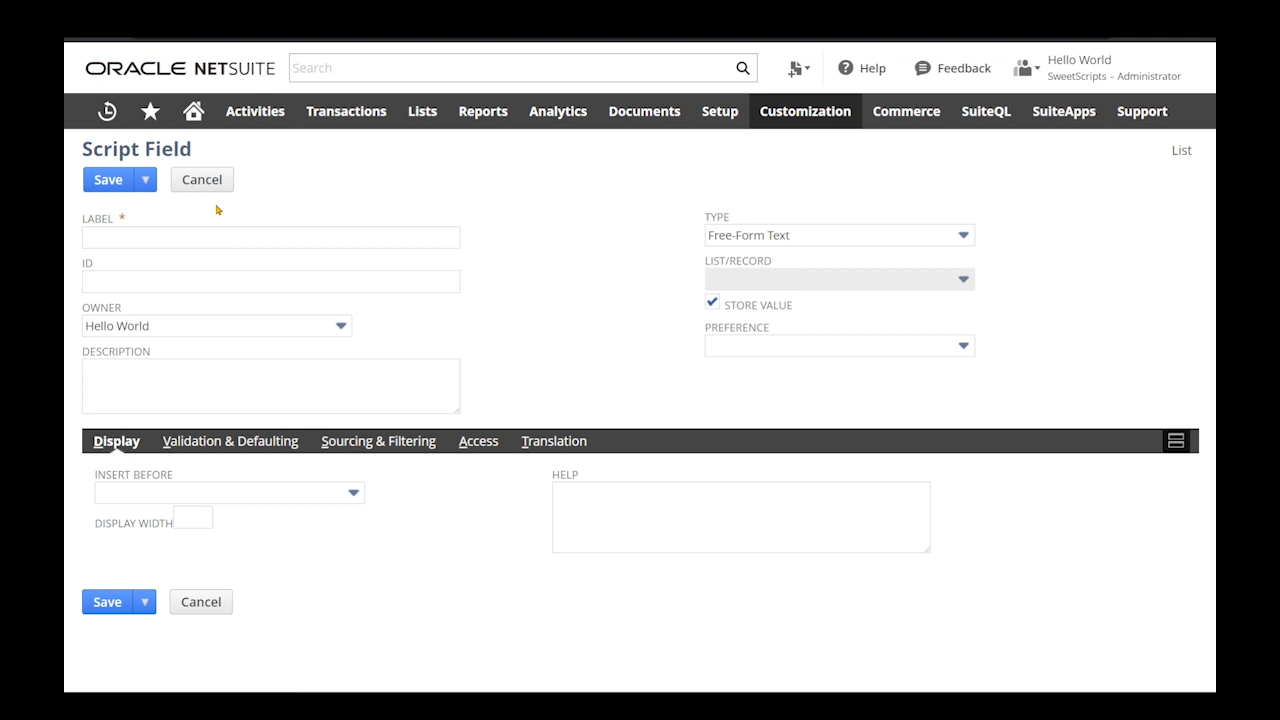 ORACLE NETSUITE Search Help Feedback Hello World
SweetScripts - Administrator
Activities Transactions Lists Reports Analytics Documents Setup Customization Commerce SuiteQL SuiteApps Support
Script Field List
Save Cancel
LABEL *
ID
OWNER
Hello World
DESCRIPTION
TYPE
Free-Form Text
LIST/RECORD
STORE VALUE
PREFERENCE
Display Validation & Defaulting Sourcing & Filtering Access Translation
INSERT BEFORE
DISPLAY WIDTH
HELP
Save Cancel